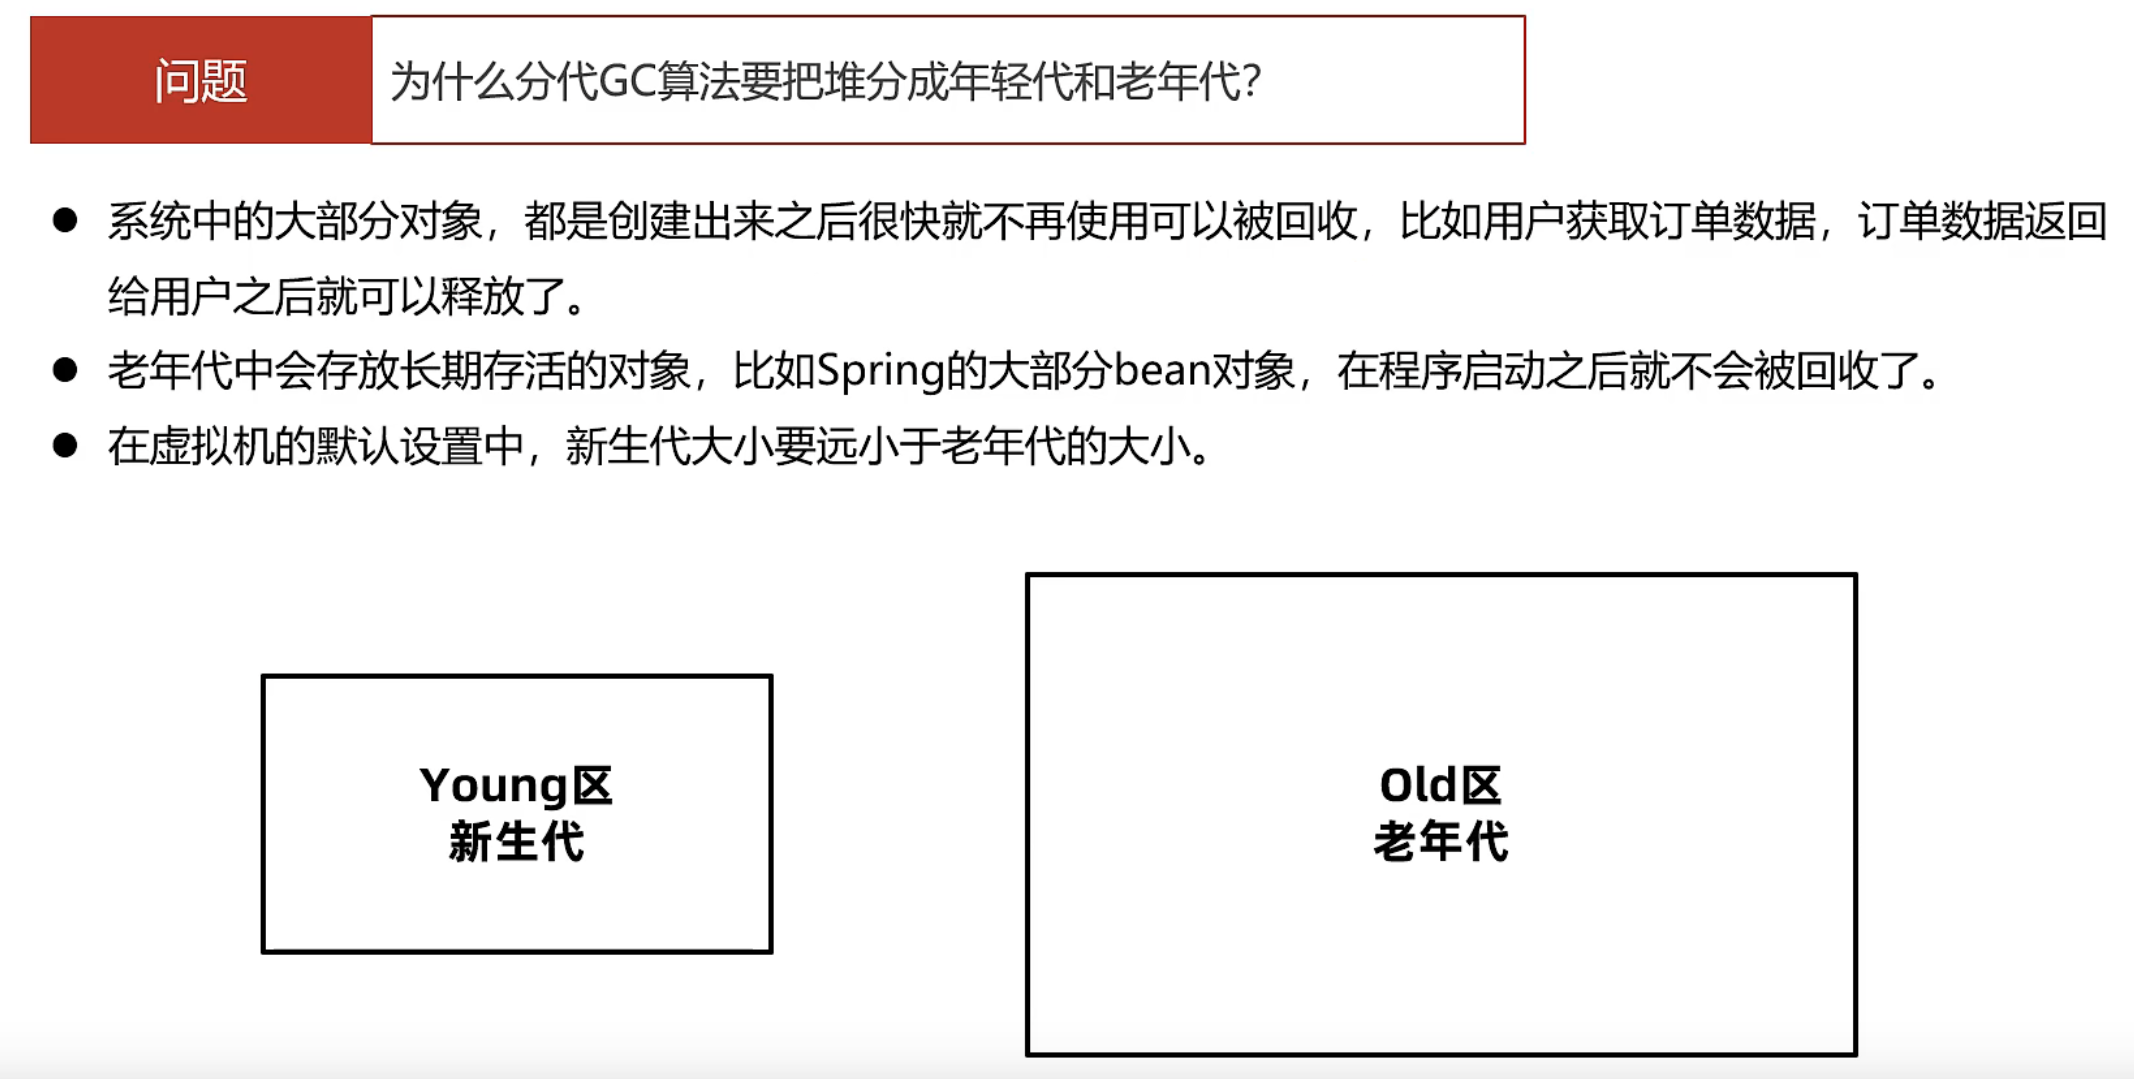 问题
为什么分代GC算法要把堆分成年轻代和老年代?
● 系统中的大部分对象，都是创建出来之后很快就不再使用可以被回收，比如用户获取订单数据，订单数据返回
给用户之后就可以释放了。
● 老年代中会存放长期存活的对象，比如Spring的大部分bean对象，在程序启动之后就不会被回收了。
● 在虚拟机的默认设置中，新生代大小要远小于老年代的大小。
Young区
新生代
Old区
老年代